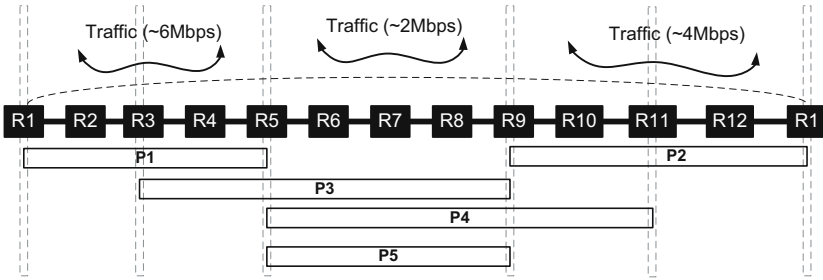 Traffic (~6Mbps) Traffic (~2Mbps) Traffic (~4Mbps)
R1 R2 R3 R4 R5 R6 R7 R8 R9 R10 R11 R12 R1
P1 P2
P3
P4
P5